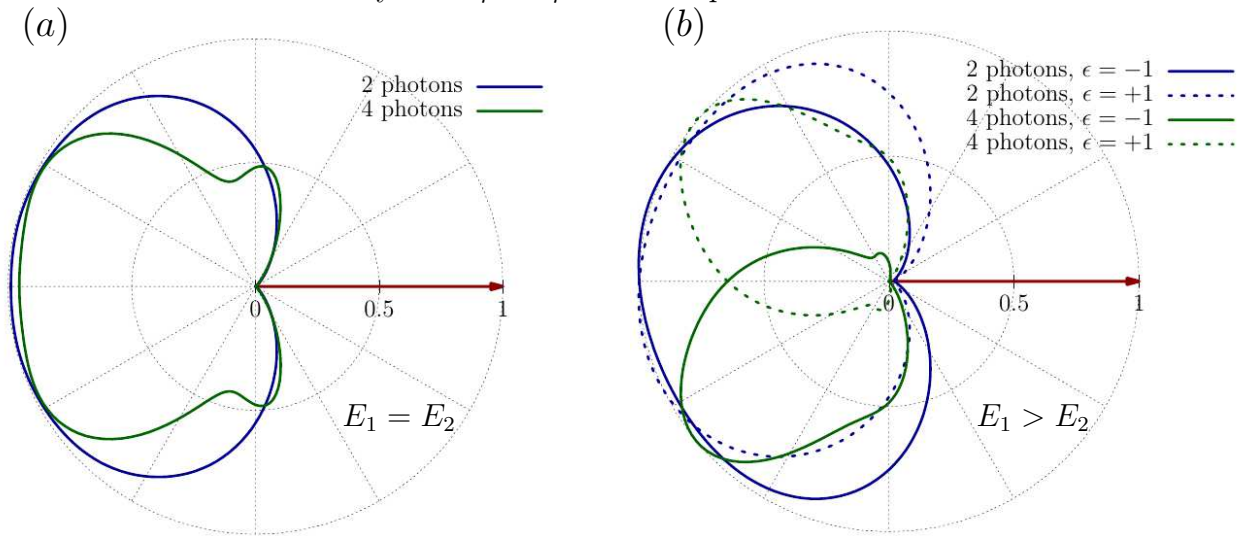 (a)
2 photons
4 photons
0
0.5
1
E₁ = E₂
(b)
2 photons, ϵ = −1
2 photons, ϵ = +1
4 photons, ϵ = −1
4 photons, ϵ = +1
0
0.5
1
E₁ > E₂